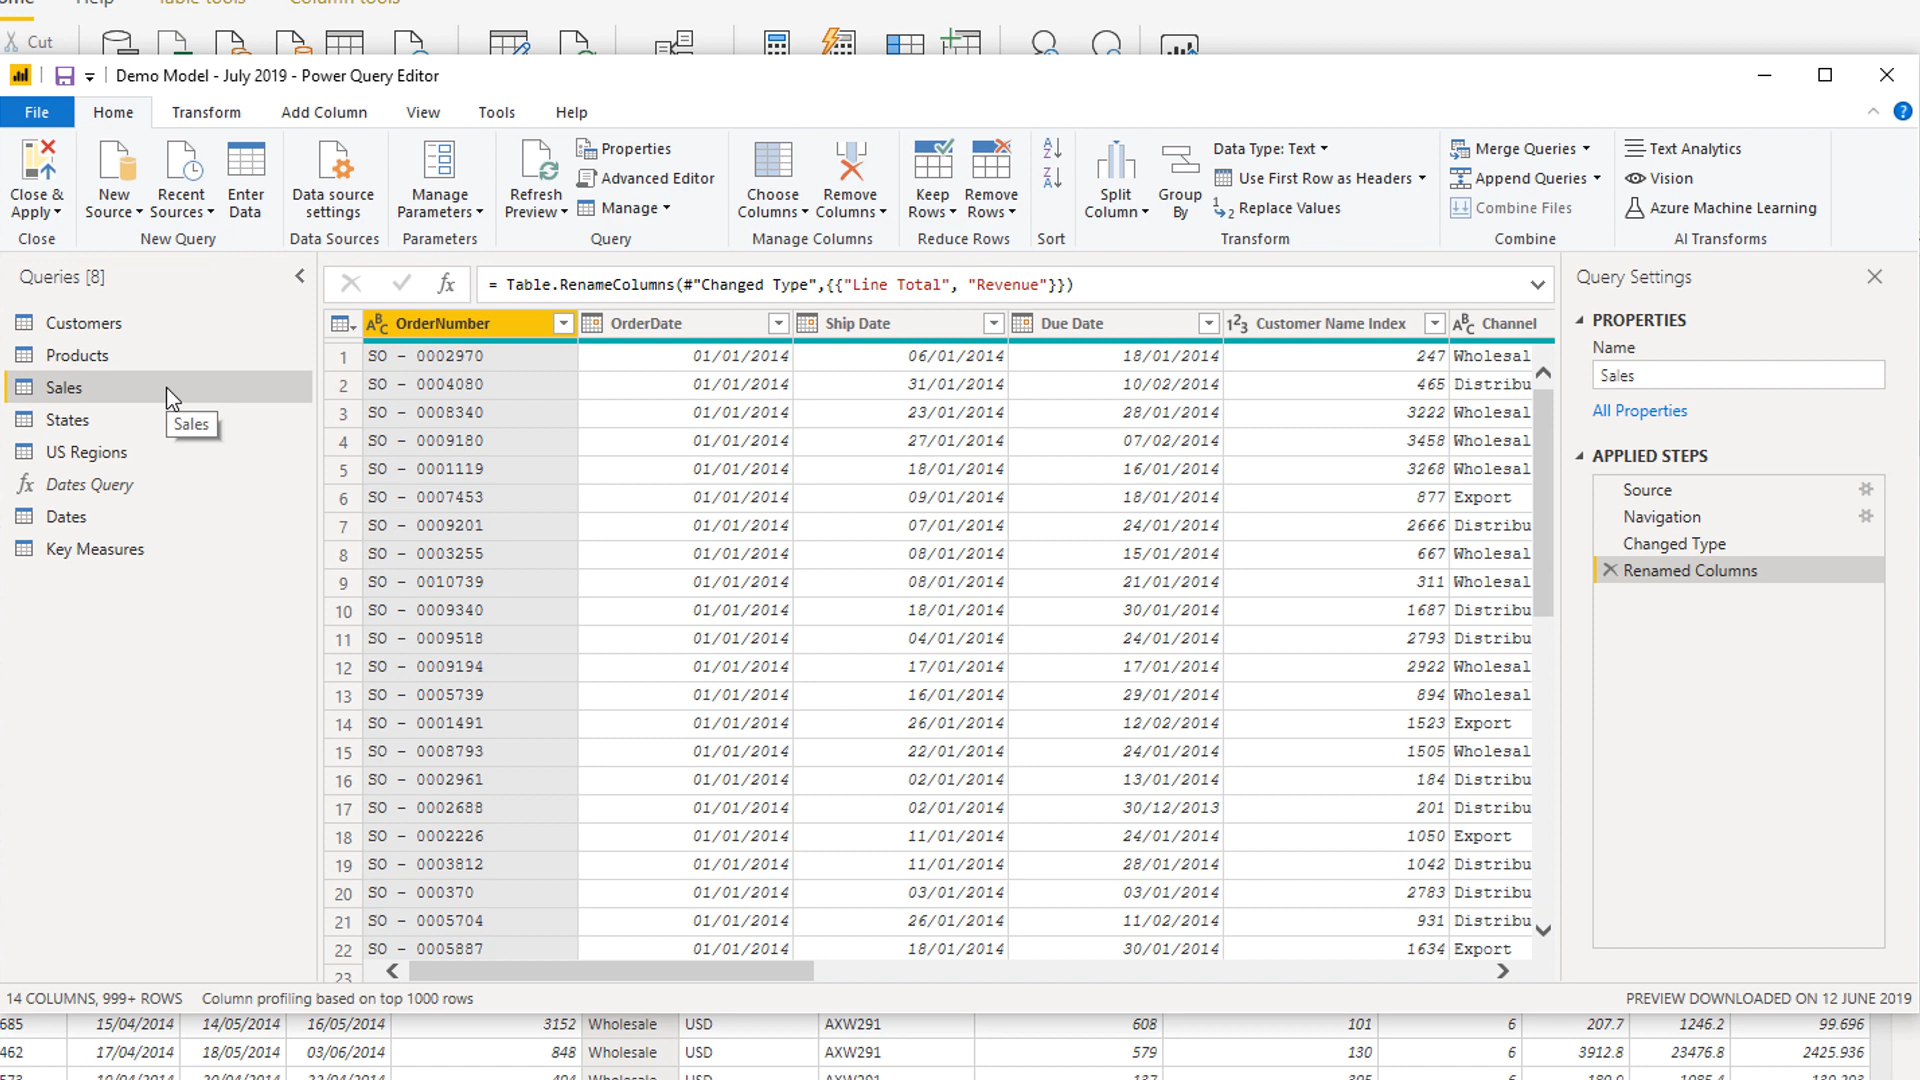 Help Table tools Column tools
Cut
Demo Model - July 2019 - Power Query Editor
File Home Transform Add Column View Tools Help
Close & Apply
New Source
Recent Sources
Enter Data
Data source settings
Manage Parameters
Refresh Preview
Properties
Advanced Editor
Manage
Choose Columns
Remove Columns
Keep Rows
Remove Rows
Split Column
Group By
Data Type: Text
Use First Row as Headers
Replace Values
Merge Queries
Append Queries
Combine Files
Text Analytics
Vision
Azure Machine Learning
Close New Query Data Sources Parameters Query Manage Columns Reduce Rows Sort Transform Combine AI Transforms
Queries [8]
Customers
Products
Sales
States
Sales
US Regions
Dates Query
Dates
Key Measures
= Table.RenameColumns(#"Changed Type",{{"Line Total", "Revenue"}})
OrderNumber OrderDate Ship Date Due Date Customer Name Index Channel
1 SO - 0002970 01/01/2014 06/01/2014 18/01/2014 247 Wholesal
2 SO - 0004080 01/01/2014 31/01/2014 10/02/2014 465 Distribu
3 SO - 0008340 01/01/2014 23/01/2014 28/01/2014 3222 Wholesal
4 SO - 0009180 01/01/2014 27/01/2014 07/02/2014 3458 Wholesal
5 SO - 0001119 01/01/2014 18/01/2014 16/01/2014 3268 Wholesal
6 SO - 0007453 01/01/2014 09/01/2014 18/01/2014 877 Export
7 SO - 0009201 01/01/2014 07/01/2014 24/01/2014 2666 Distribu
8 SO - 0003255 01/01/2014 08/01/2014 15/01/2014 667 Wholesal
9 SO - 0010739 01/01/2014 08/01/2014 21/01/2014 311 Wholesal
10 SO - 0009340 01/01/2014 18/01/2014 30/01/2014 1687 Distribu
11 SO - 0009518 01/01/2014 04/01/2014 24/01/2014 2793 Distribu
12 SO - 0009194 01/01/2014 17/01/2014 17/01/2014 2922 Wholesal
13 SO - 0005739 01/01/2014 16/01/2014 29/01/2014 894 Wholesal
14 SO - 0001491 01/01/2014 26/01/2014 12/02/2014 1523 Export
15 SO - 0008793 01/01/2014 22/01/2014 24/01/2014 1505 Wholesal
16 SO - 0002961 01/01/2014 02/01/2014 13/01/2014 184 Distribu
17 SO - 0002688 01/01/2014 02/01/2014 30/12/2013 201 Distribu
18 SO - 0002226 01/01/2014 11/01/2014 24/01/2014 1050 Export
19 SO - 0003812 01/01/2014 11/01/2014 28/01/2014 1042 Distribu
20 SO - 000370 01/01/2014 03/01/2014 03/01/2014 2783 Distribu
21 SO - 0005704 01/01/2014 26/01/2014 11/02/2014 931 Distribu
22 SO - 0005887 01/01/2014 18/01/2014 30/01/2014 1634 Export
23
Query Settings
PROPERTIES
Name
Sales
All Properties
APPLIED STEPS
Source
Navigation
Changed Type
Renamed Columns
14 COLUMNS, 999+ ROWS Column profiling based on top 1000 rows PREVIEW DOWNLOADED ON 12 JUNE 2019
685 15/04/2014 14/05/2014 16/05/2014 3152 Wholesale USD AXW291 608 101 6 207.7 1246.2 99.696
462 17/04/2014 18/05/2014 03/06/2014 848 Wholesale USD AXW291 579 130 6 3912.8 23476.8 2425.936